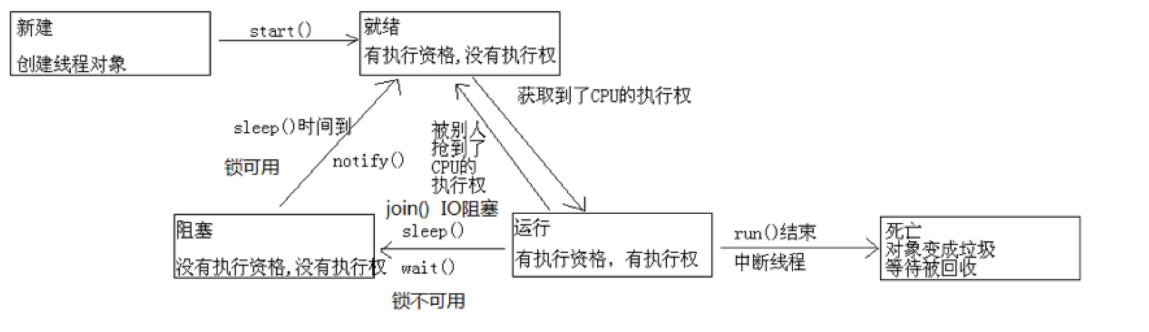 新建
创建线程对象
start()
就绪
有执行资格,没有执行权
获取到了CPU的执行权
被别人
抢到了
CPU的
执行权
sleep()时间到
锁可用
notify()
join() IO阻塞
sleep()
wait()
锁不可用
阻塞
没有执行资格,没有执行权
运行
有执行资格，有执行权
run()结束
中断线程
死亡
对象变成垃圾
等待被回收